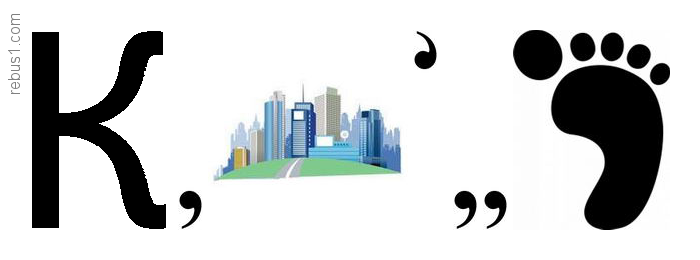 rebus1.com
К , ‘ ,,